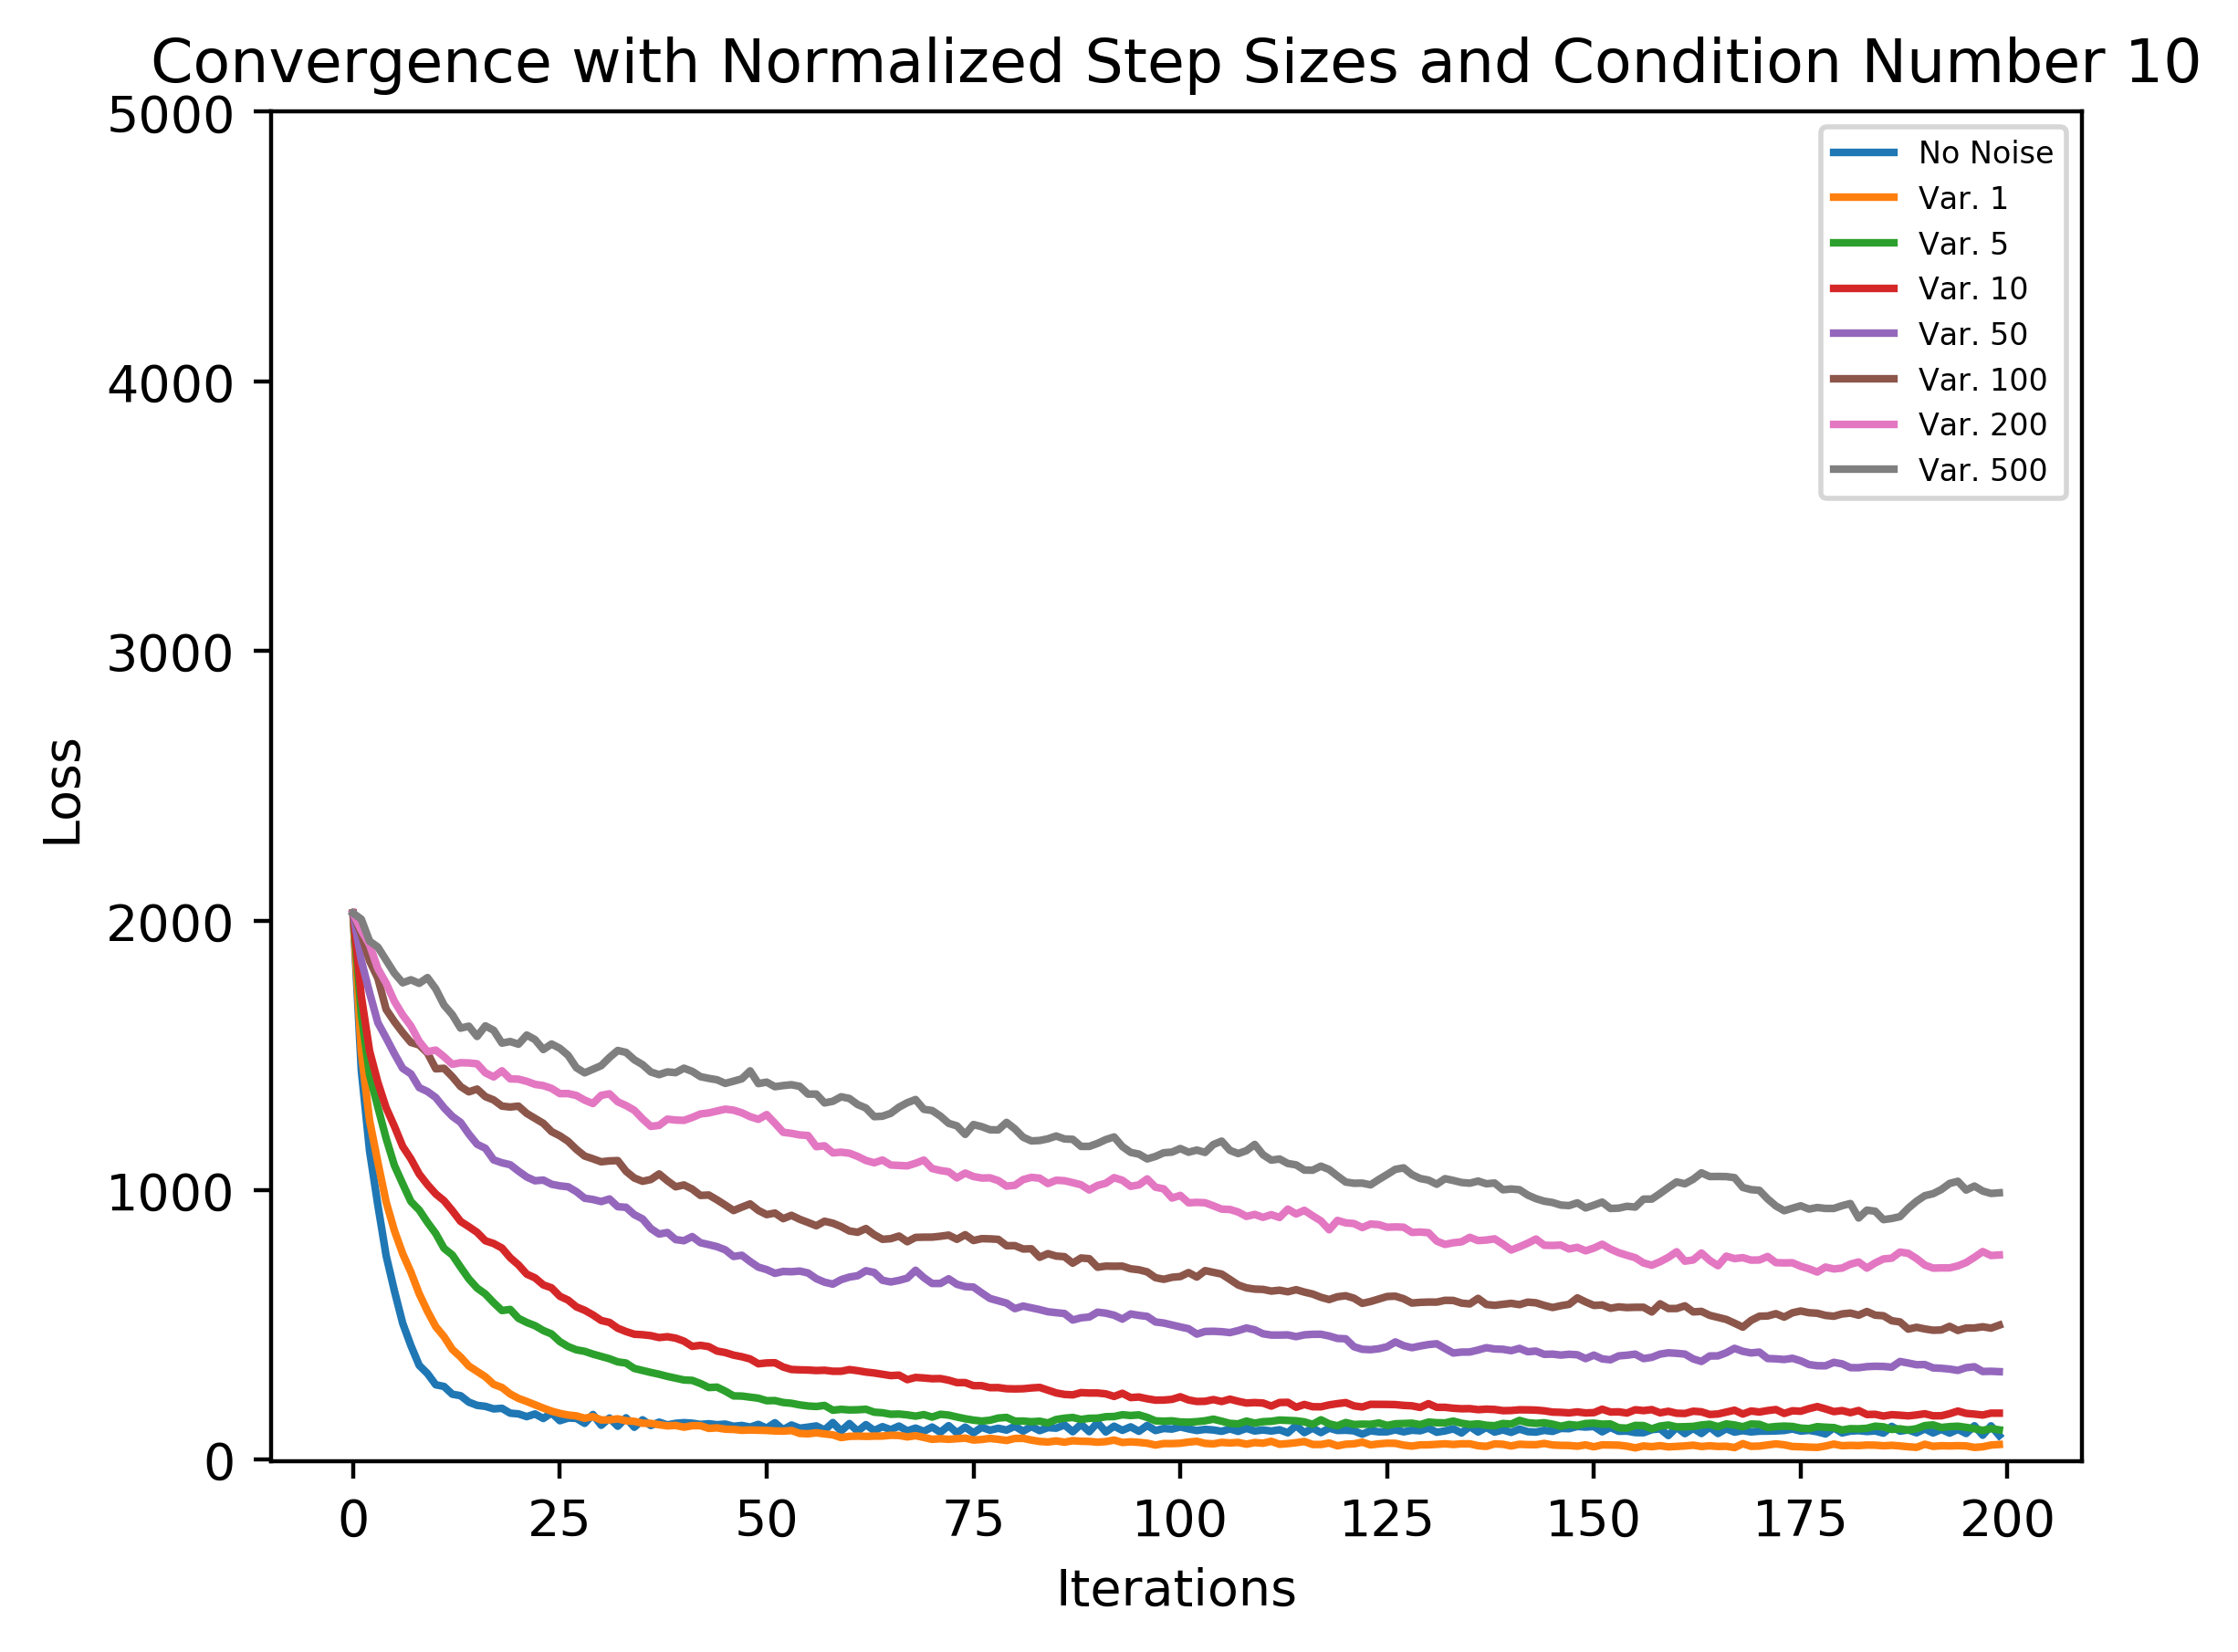 Convergence with Normalized Step Sizes and Condition Number 10
5000
4000
3000
2000
1000
0
Loss
No Noise
Var. 1
Var. 5
Var. 10
Var. 50
Var. 100
Var. 200
Var. 500
0 25 50 75 100 125 150 175 200
Iterations